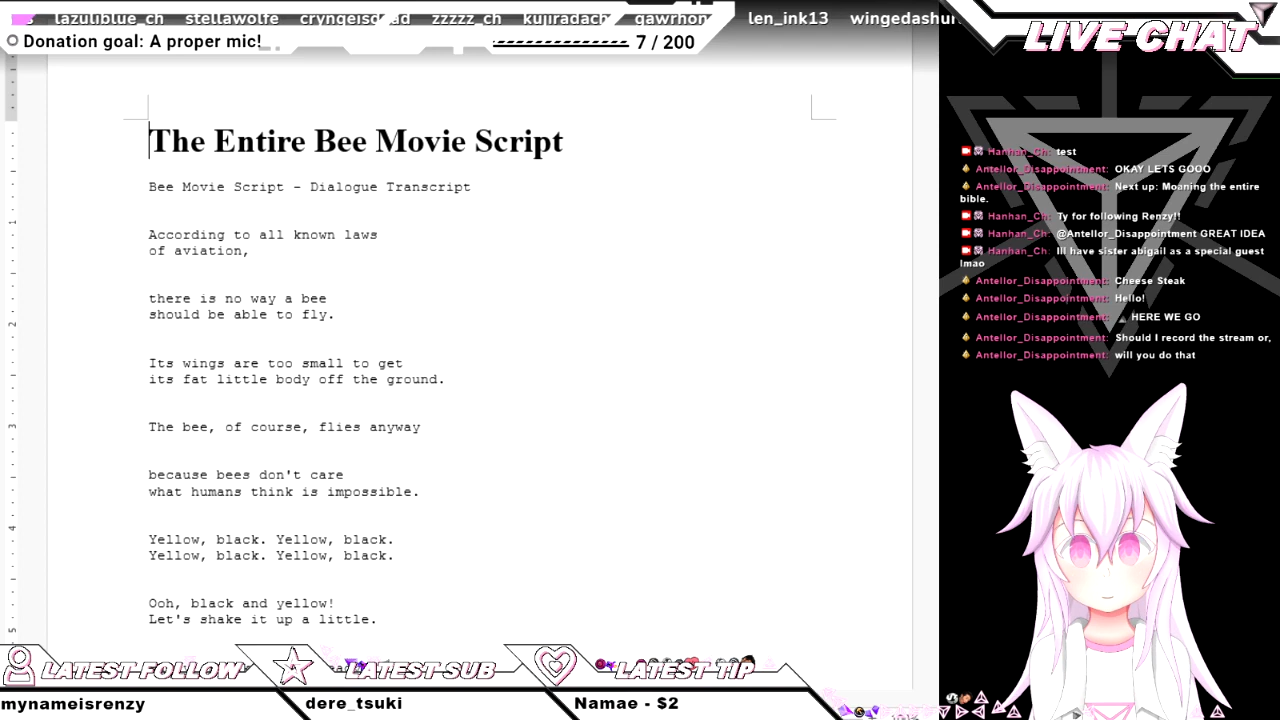 lazuliblue_ch stellawolfe zzzzz_ch kujiradach len_ink13
LIVE CHAT
Donation goal: A proper mic!
7 / 200
The Entire Bee Movie Script
Bee Movie Script - Dialogue Transcript
According to all known laws
of aviation,
there is no way a bee
should be able to fly.
Its wings are too small to get
its fat little body off the ground.
The bee, of course, flies anyway
because bees don't care
what humans think is impossible.
Yellow, black. Yellow, black.
Yellow, black. Yellow, black.
Ooh, black and yellow!
Let's shake it up a little.
Hanhan_Ch: test
Antellor_Disappointment: OKAY LETS GOOO
Antellor_Disappointment: Next up: Moaning the entire
bible.
Hanhan_Ch: Ty for following Renzy!!
Hanhan_Ch: @Antellor_Disappointment GREAT IDEA
Hanhan_Ch: Ill have sister abigail as a special guest
lmao
Antellor_Disappointment: Cheese Steak
Antellor_Disappointment: Hello!
Antellor_Disappointment: HERE WE GO
Antellor_Disappointment: Should I record the stream or,
Antellor_Disappointment: will you do that
LATEST FOLLOW
LATEST SUB
LATEST TIP
mynameisrenzy
dere_tsuki
Namae - $2